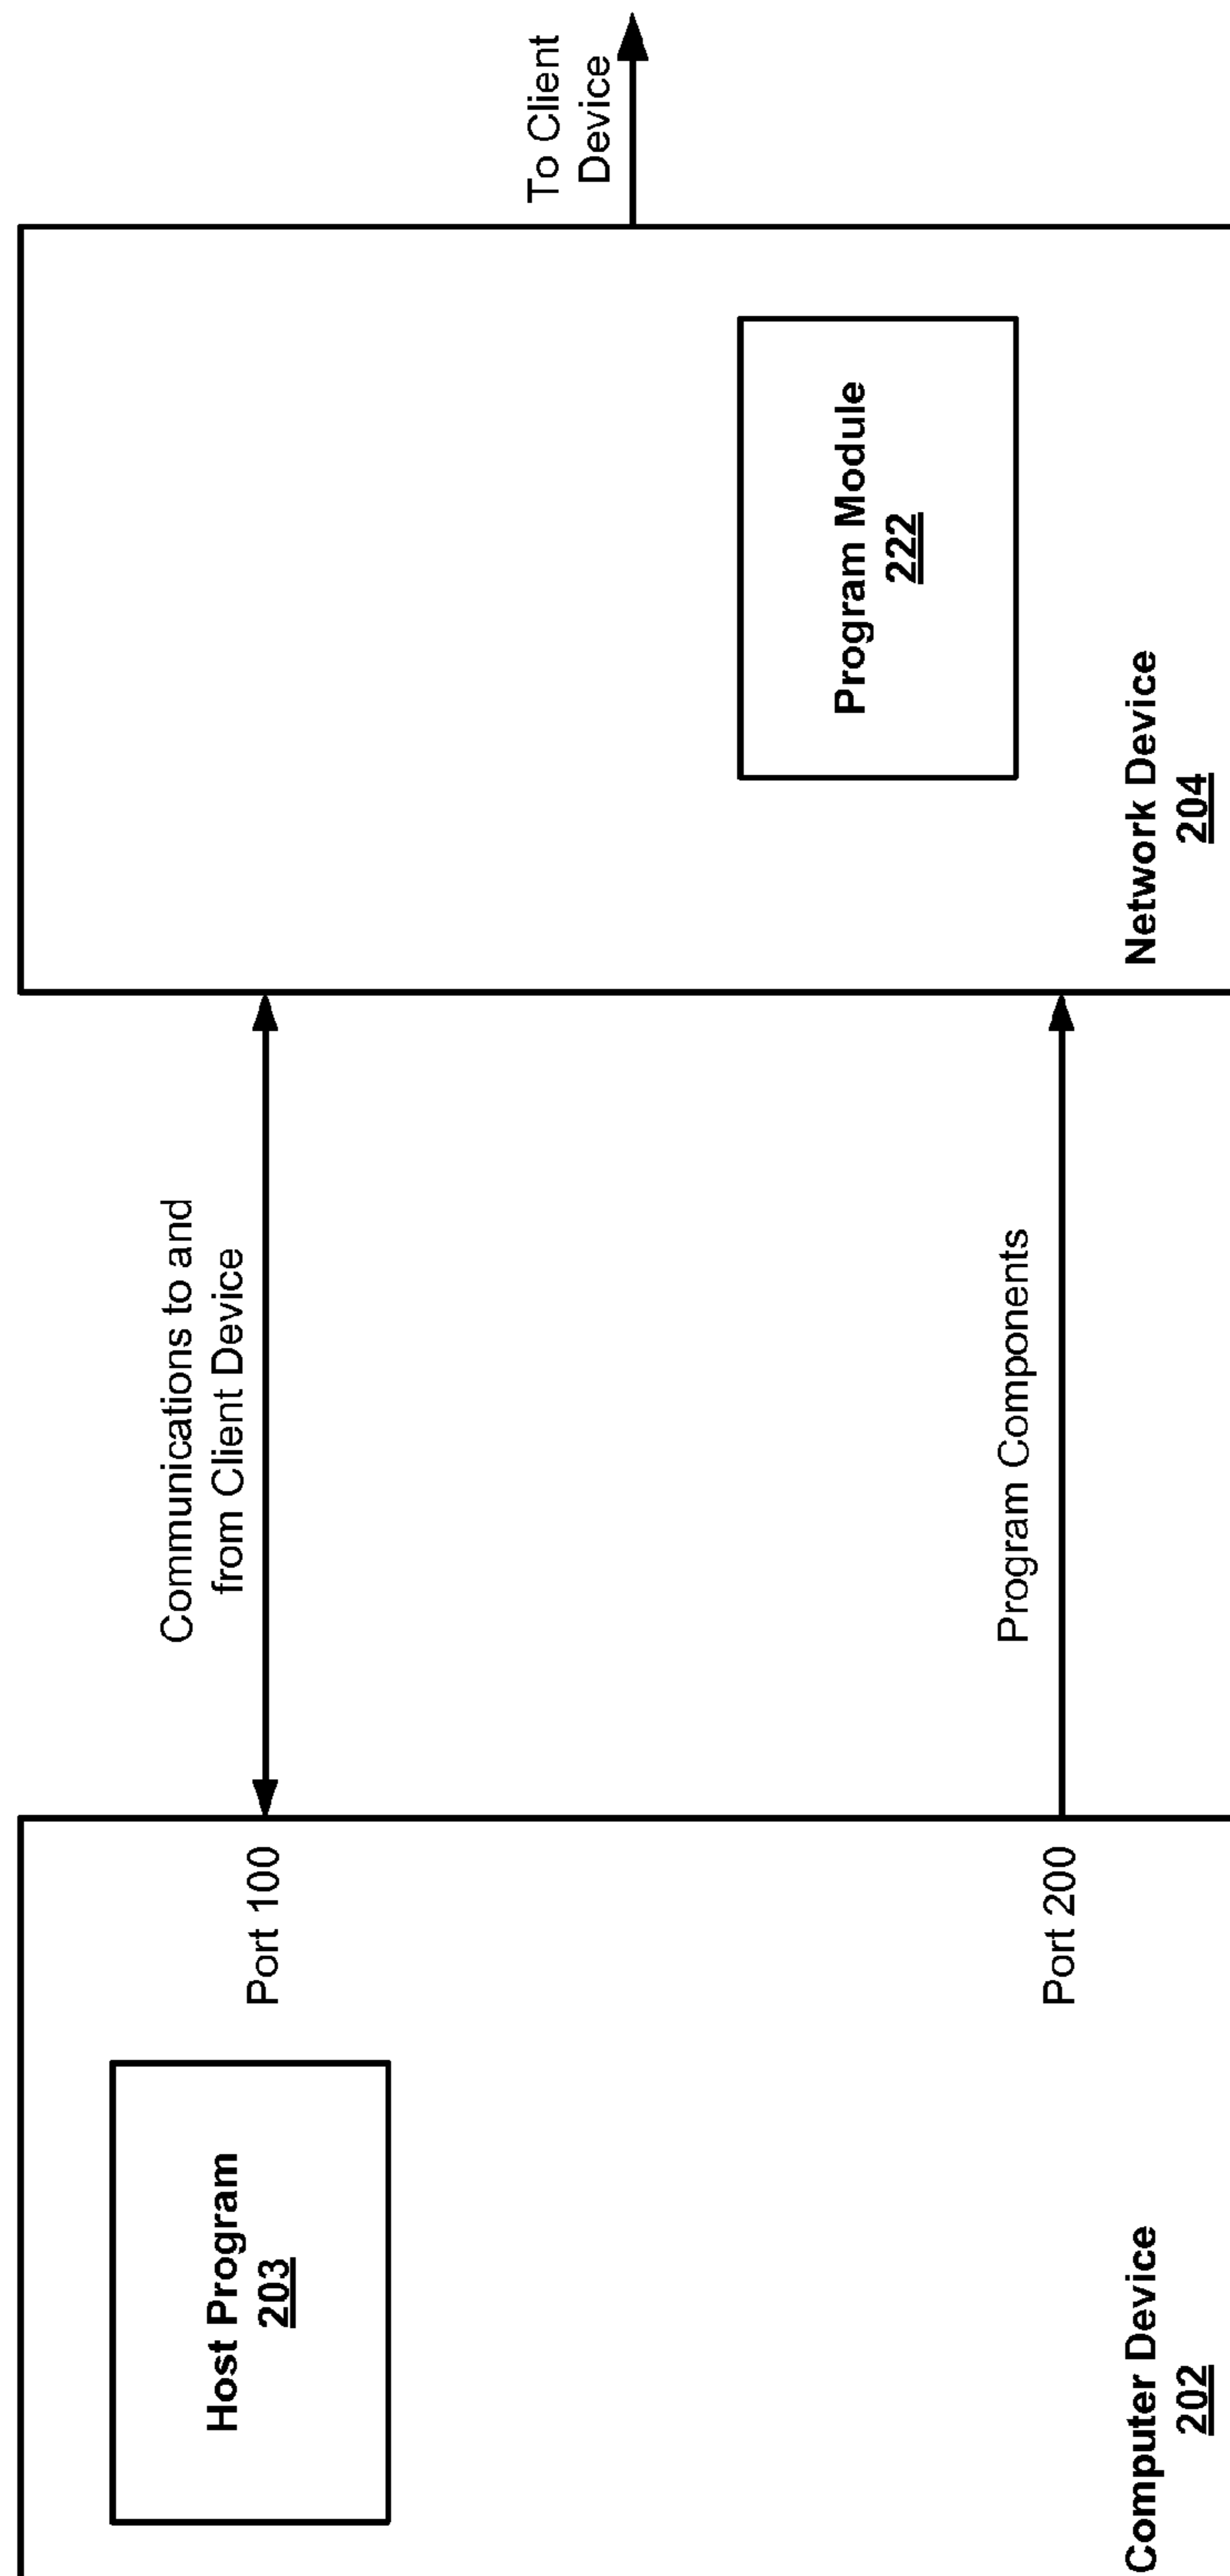 Host Program
203
Port 100
Port 200
Computer Device
202
Communications to and
from Client Device
Program Components
Program Module
222
Network Device
204
To Client
Device